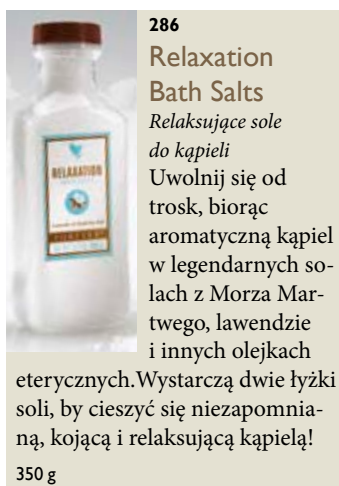 286
Relaxation
Bath Salts
Relaksujące sole
do kąpieli
Uwolnij się od
trosk, biorąc
aromatyczną kąpiel
w legendarnych so-
lach z Morza Mar-
twego, lawendzie
i innych olejkach
eterycznych.Wystarczą dwie łyżki
soli, by cieszyć się niezapomnia-
ną, kojącą i relaksującą kąpielą!
350 g
RELAXATION